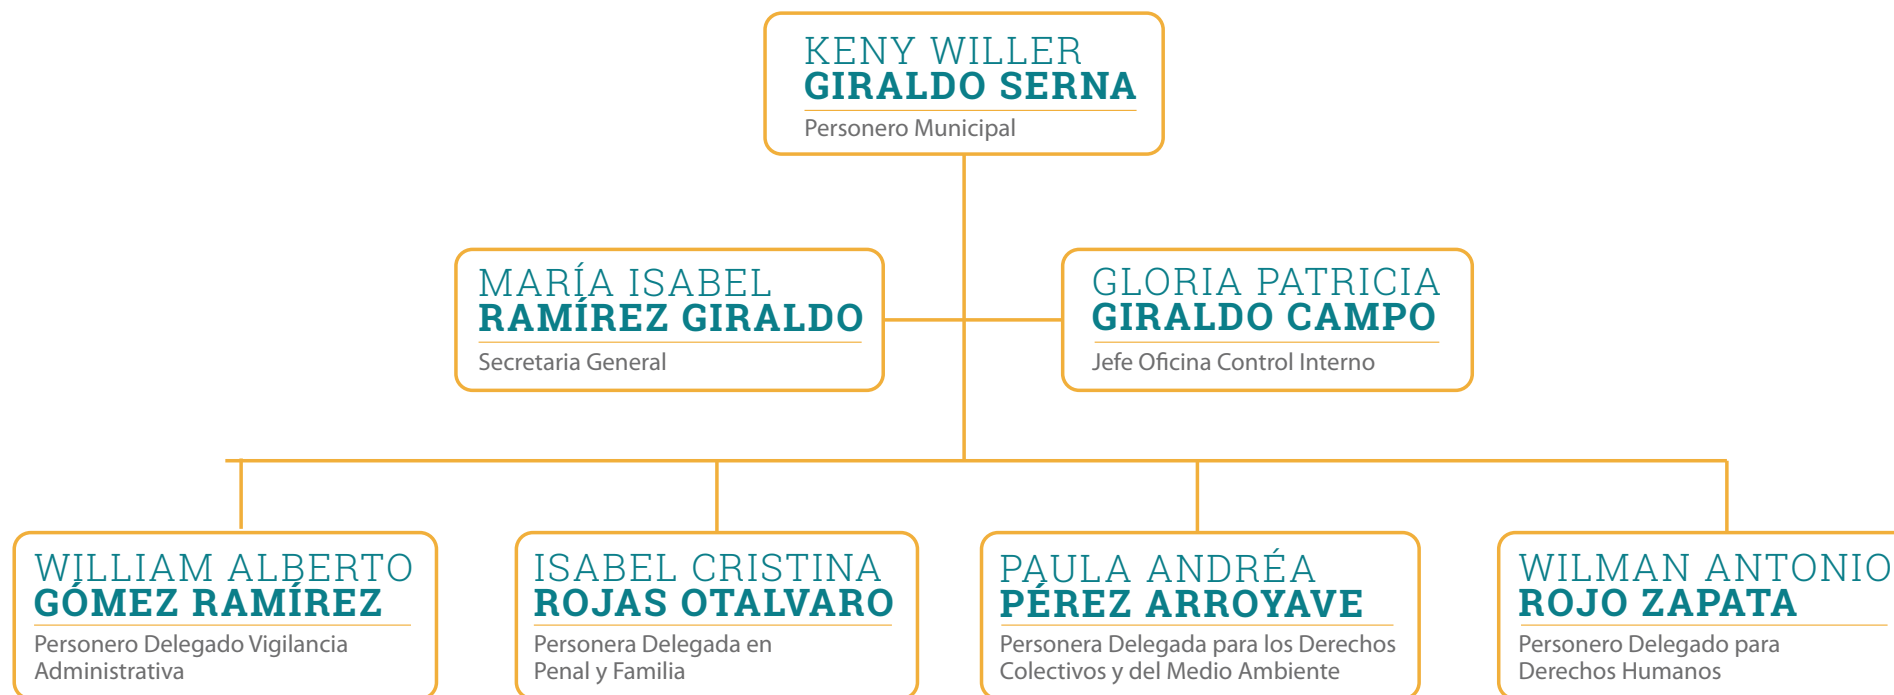 KENY WILLER
GIRALDO SERNA
Personero Municipal
MARÍA ISABEL
RAMÍREZ GIRALDO
Secretaria General
GLORIA PATRICIA
GIRALDO CAMPO
Jefe Oficina Control Interno
WILLIAM ALBERTO
GÓMEZ RAMÍREZ
Personero Delegado Vigilancia
Administrativa
ISABEL CRISTINA
ROJAS OTALVARO
Personera Delegada en
Penal y Familia
PAULA ANDRÉA
PÉREZ ARROYAVE
Personera Delegada para los Derechos
Colectivos y del Medio Ambiente
WILMAN ANTONIO
ROJO ZAPATA
Personero Delegado para
Derechos Humanos